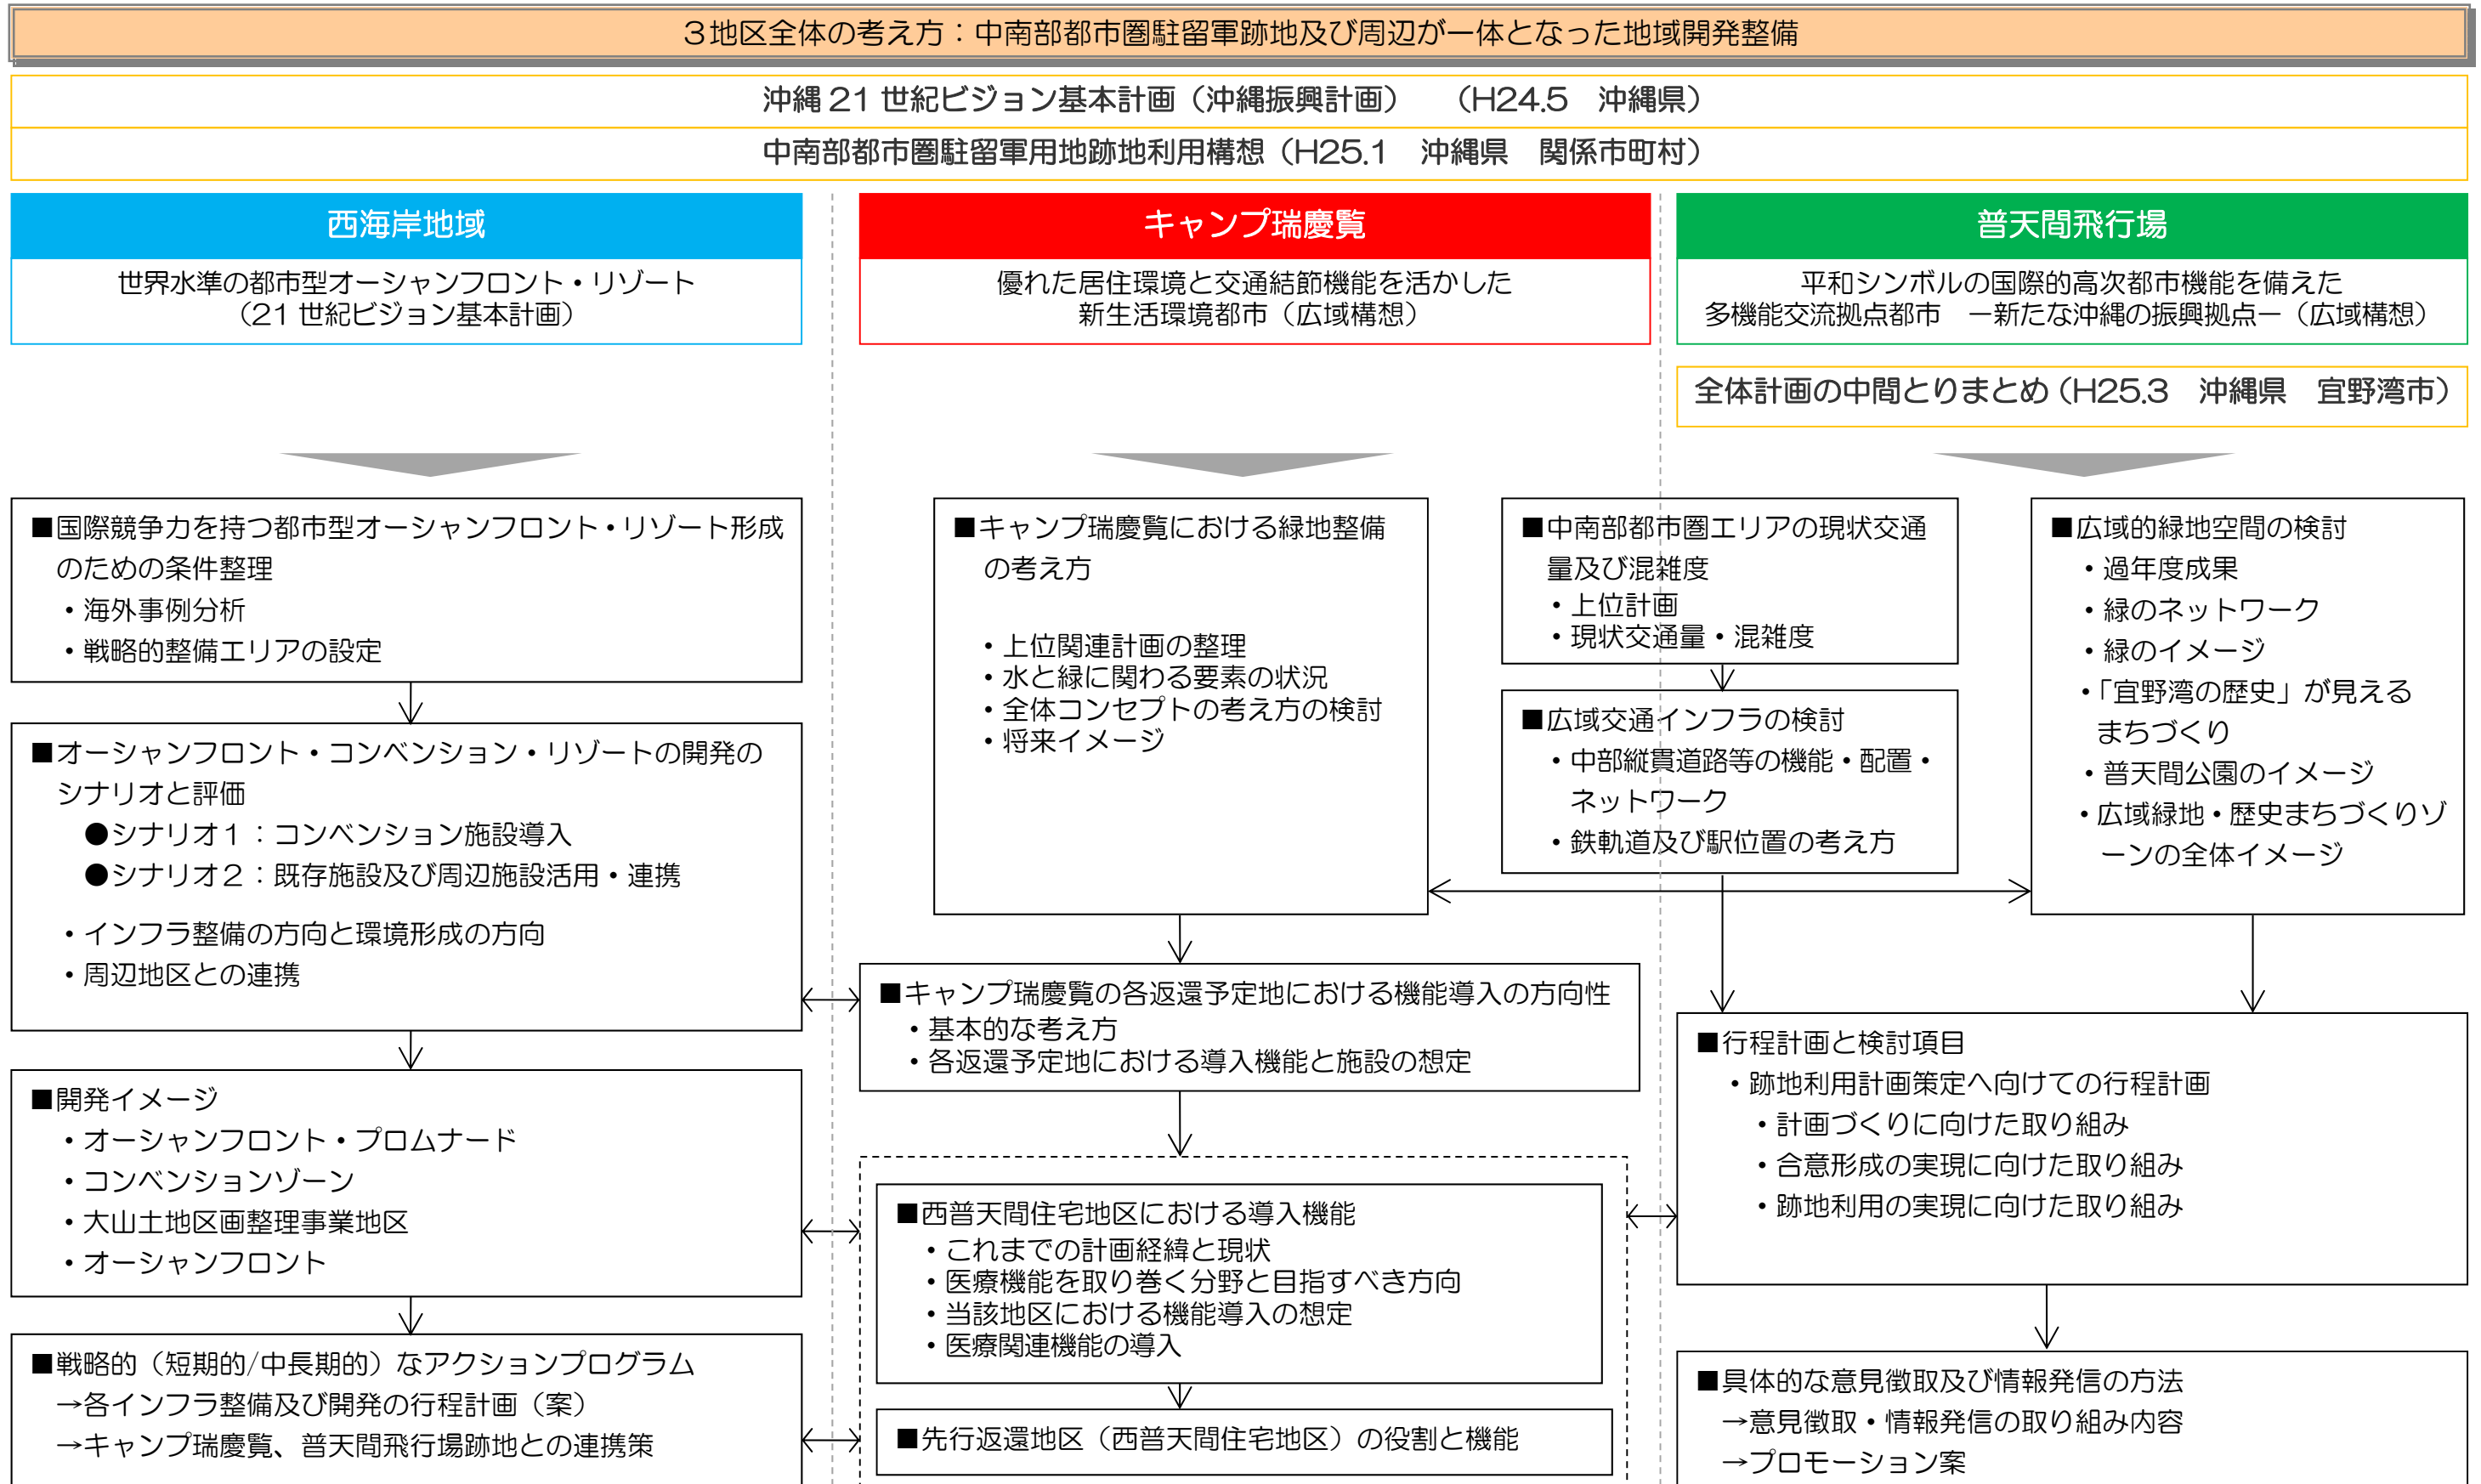 ３地区全体の考え方：中南部都市圏駐留軍跡地及び周辺が一体となった地域開発整備
沖縄 21 世紀ビジョン基本計画（沖縄振興計画）　（H24.5　沖縄県）
中南部都市圏駐留軍用地跡地利用構想（H25.1　沖縄県　関係市町村）
西海岸地域
世界水準の都市型オーシャンフロント・リゾート
（21 世紀ビジョン基本計画）
キャンプ瑞慶覧
優れた居住環境と交通結節機能を活かした
新生活環境都市（広域構想）
普天間飛行場
平和シンボルの国際的高次都市機能を備えた
多機能交流拠点都市　－新たな沖縄の振興拠点－（広域構想）
全体計画の中間とりまとめ（H25.3　沖縄県　宜野湾市）
■国際競争力を持つ都市型オーシャンフロント・リゾート形成
のための条件整理
・海外事例分析
・戦略的整備エリアの設定
■オーシャンフロント・コンベンション・リゾートの開発の
シナリオと評価
●シナリオ１：コンベンション施設導入
●シナリオ２：既存施設及び周辺施設活用・連携
・インフラ整備の方向と環境形成の方向
・周辺地区との連携
■開発イメージ
・オーシャンフロント・プロムナード
・コンベンションゾーン
・大山土地区画整理事業地区
・オーシャンフロント
■戦略的（短期的/中長期的）なアクションプログラム
→各インフラ整備及び開発の行程計画（案）
→キャンプ瑞慶覧、普天間飛行場跡地との連携策
■キャンプ瑞慶覧における緑地整備
の考え方
・上位関連計画の整理
・水と緑に関わる要素の状況
・全体コンセプトの考え方の検討
・将来イメージ
■キャンプ瑞慶覧の各返還予定地における機能導入の方向性
・基本的な考え方
・各返還予定地における導入機能と施設の想定
■西普天間住宅地区における導入機能
・これまでの計画経緯と現状
・医療機能を取り巻く分野と目指すべき方向
・当該地区における機能導入の想定
・医療関連機能の導入
■先行返還地区（西普天間住宅地区）の役割と機能
■中南部都市圏エリアの現状交通
量及び混雑度
・上位計画
・現状交通量・混雑度
■広域交通インフラの検討
・中部縦貫道路等の機能・配置・
ネットワーク
・鉄軌道及び駅位置の考え方
■広域的緑地空間の検討
・過年度成果
・緑のネットワーク
・緑のイメージ
・「宜野湾の歴史」が見える
まちづくり
・普天間公園のイメージ
・広域緑地・歴史まちづくりゾ
ーンの全体イメージ
■行程計画と検討項目
・跡地利用計画策定へ向けての行程計画
・計画づくりに向けた取り組み
・合意形成の実現に向けた取り組み
・跡地利用の実現に向けた取り組み
■具体的な意見徴取及び情報発信の方法
→意見徴取・情報発信の取り組み内容
→プロモーション案